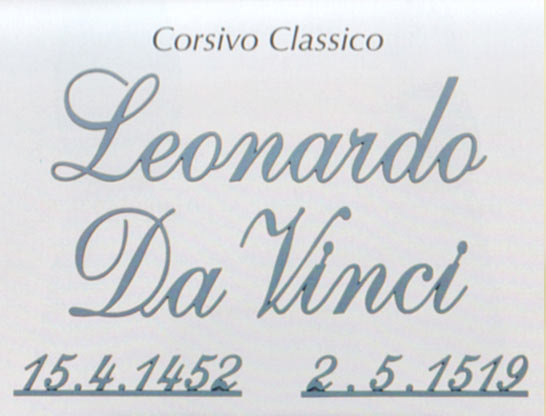 Corsivo Classico
Leonardo
Da Vinci
15.4.1452 2.5.1519